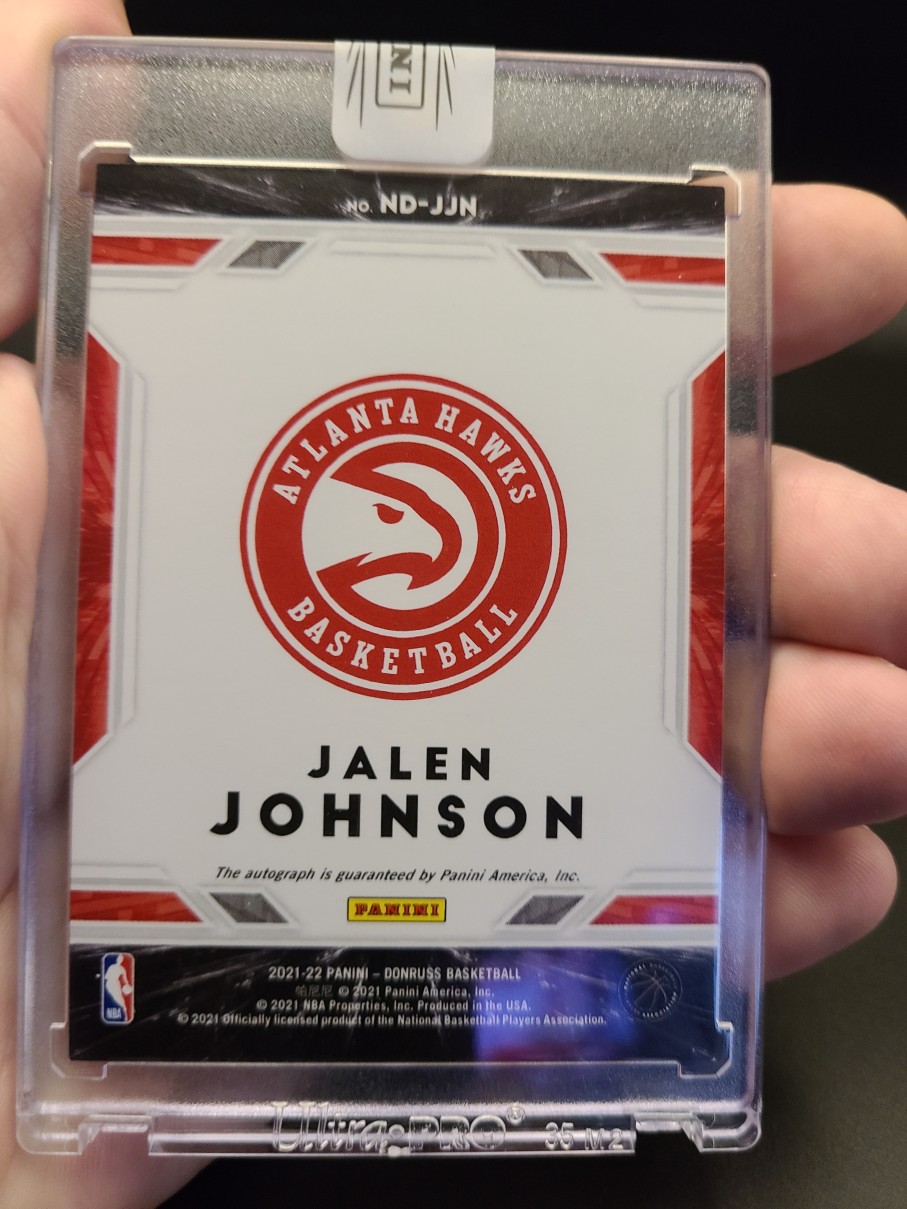 IN
NO. ND-JJN
ATLANTA HAWKS
BASKETBALL
JALEN
JOHNSON
The autograph is guaranteed by Panini America, Inc.
PANINI
2021-22 PANINI – DONRUSS BASKETBALL
帕尼尼 © 2021 Panini America, Inc.
© 2021 NBA Properties, Inc. Produced in the USA.
© 2021 Officially licensed product of the National Basketball Players Association.
NBA
Ultra•PRO®